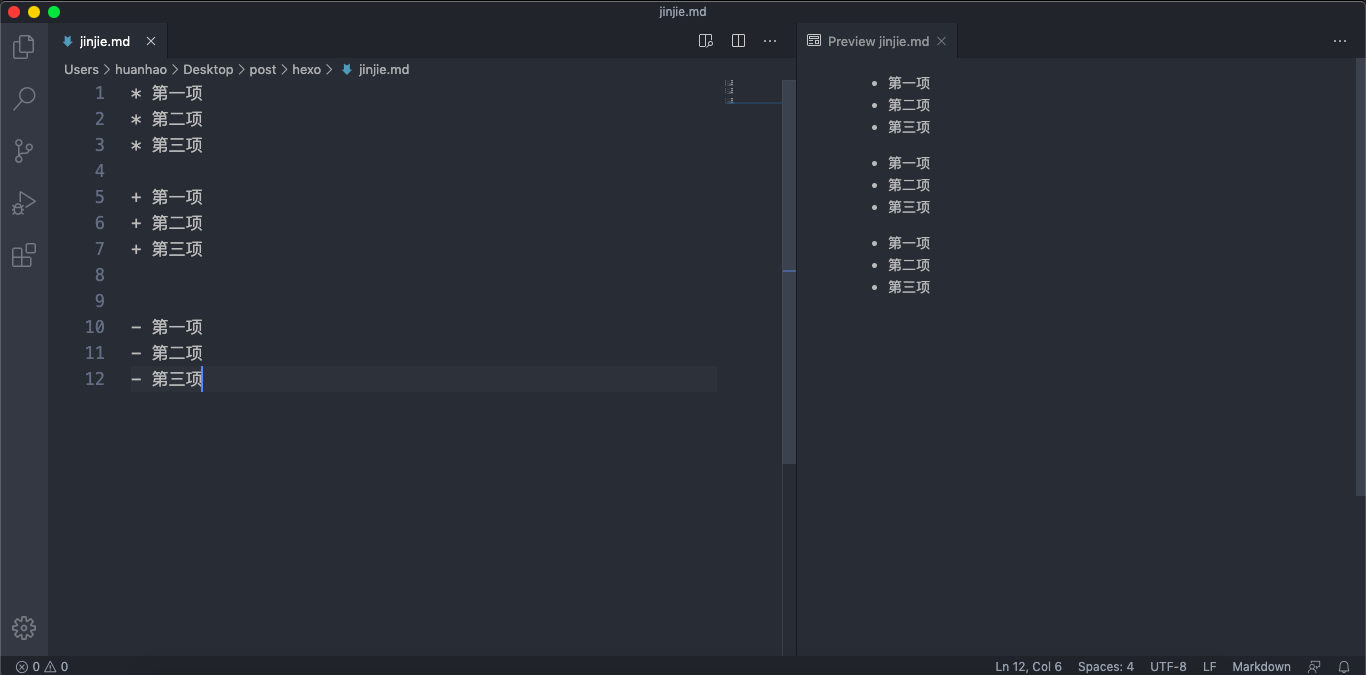 jinjie.md
jinjie.md
Users > huanhao > Desktop > post > hexo > jinjie.md
1 * 第一项
2 * 第二项
3 * 第三项
4
5 + 第一项
6 + 第二项
7 + 第三项
8
9
10 - 第一项
11 - 第二项
12 - 第三项
Preview jinjie.md
• 第一项
• 第二项
• 第三项
• 第一项
• 第二项
• 第三项
• 第一项
• 第二项
• 第三项
0 0
Ln 12, Col 6 Spaces: 4 UTF-8 LF Markdown